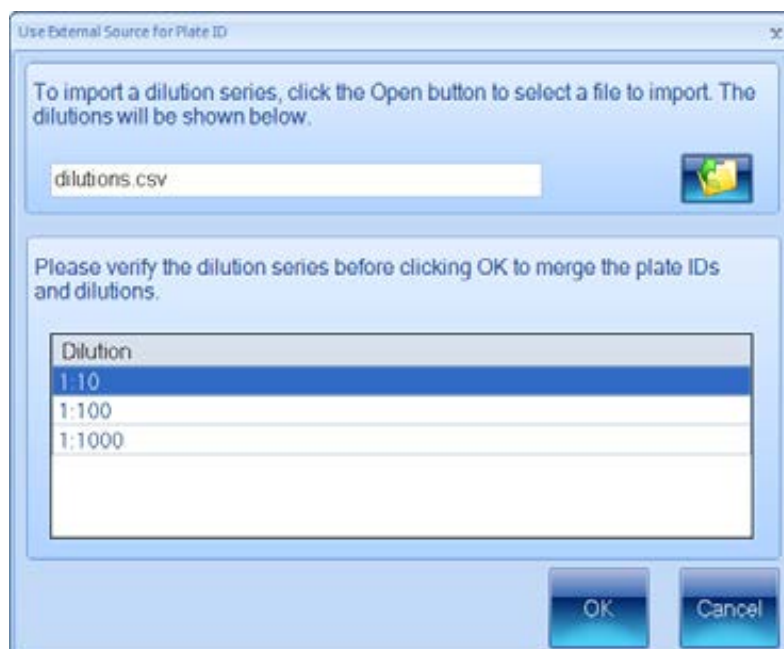 Use External Source for Plate ID
To import a dilution series, click the Open button to select a file to import. The
dilutions will be shown below.
dilutions.csv
Please verify the dilution series before clicking OK to merge the plate IDs
and dilutions.
Dilution
1:10
1:100
1:1000
OK
Cancel